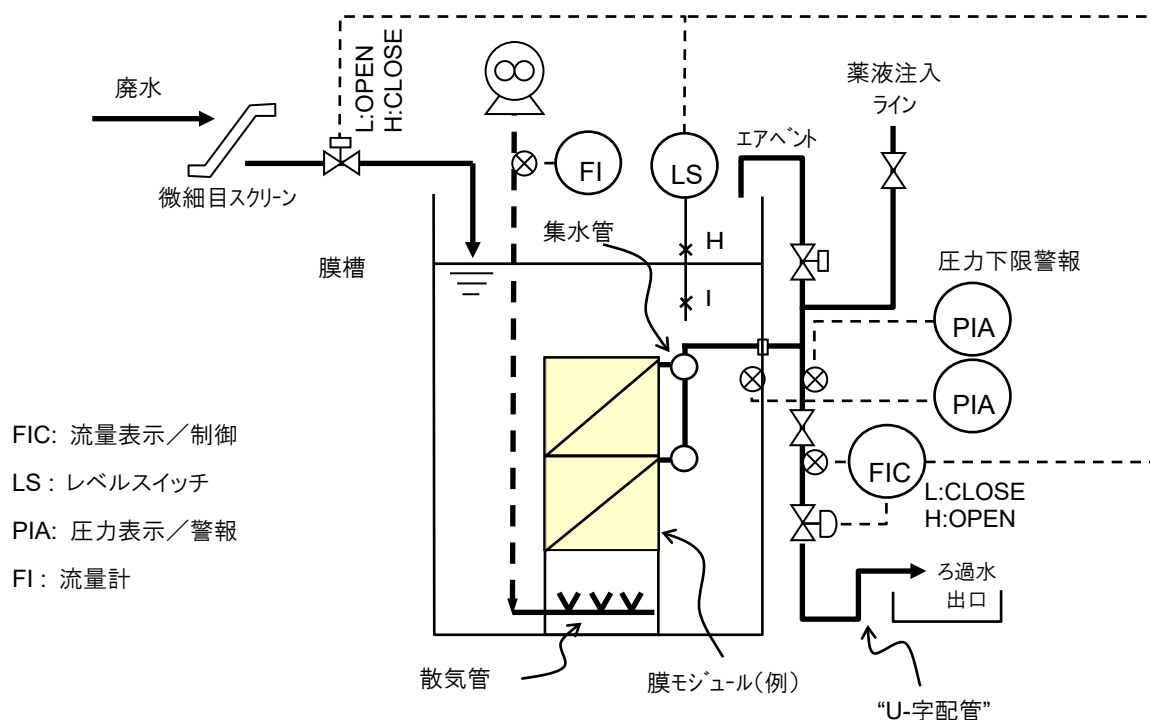 廃水
微細目スクリーン
L:OPEN
H:CLOSE
FI
LS
エアベント
薬液注入
ライン
集水管
H
I
膜槽
圧力下限警報
PIA
PIA
FIC
L:CLOSE
H:OPEN
FIC: 流量表示／制御
LS : レベルスイッチ
PIA: 圧力表示／警報
FI : 流量計
ろ過水
出口
散気管
膜モジュール(例)
“U-字配管”